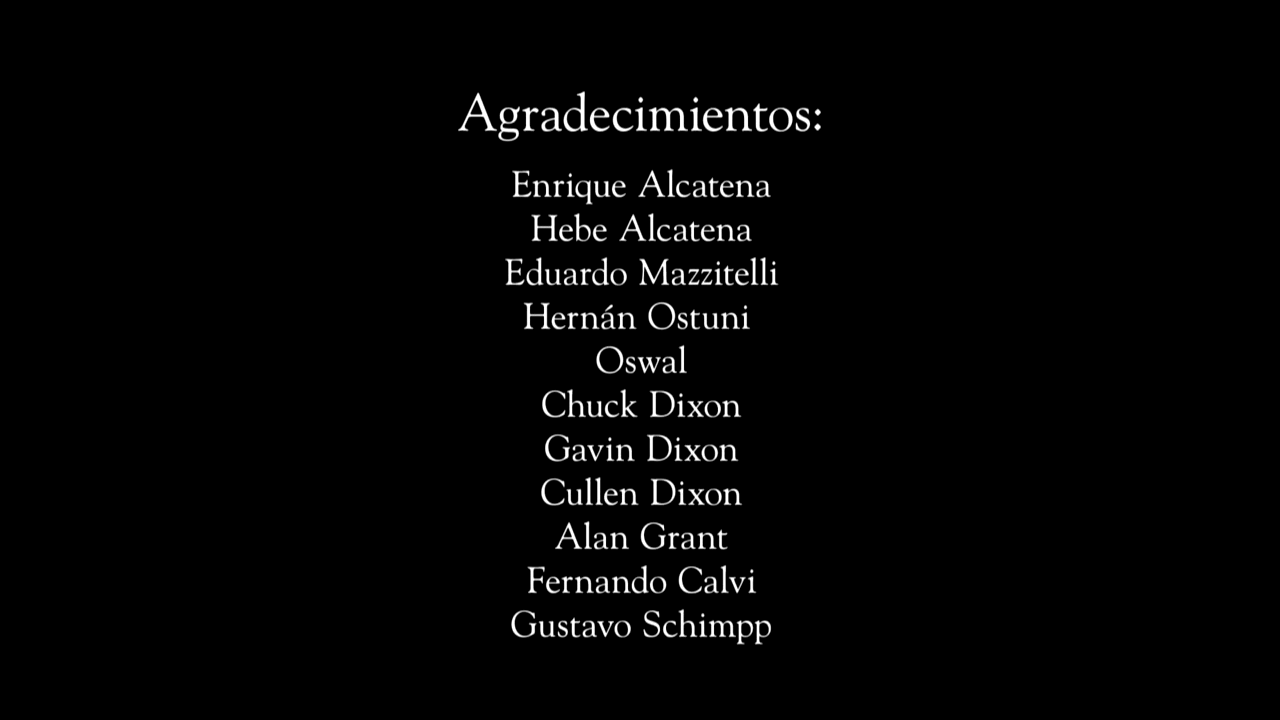 Agradecimientos:
Enrique Alcatena
Hebe Alcatena
Eduardo Mazzitelli
Hernán Ostuni
Oswal
Chuck Dixon
Gavin Dixon
Cullen Dixon
Alan Grant
Fernando Calvi
Gustavo Schimpp